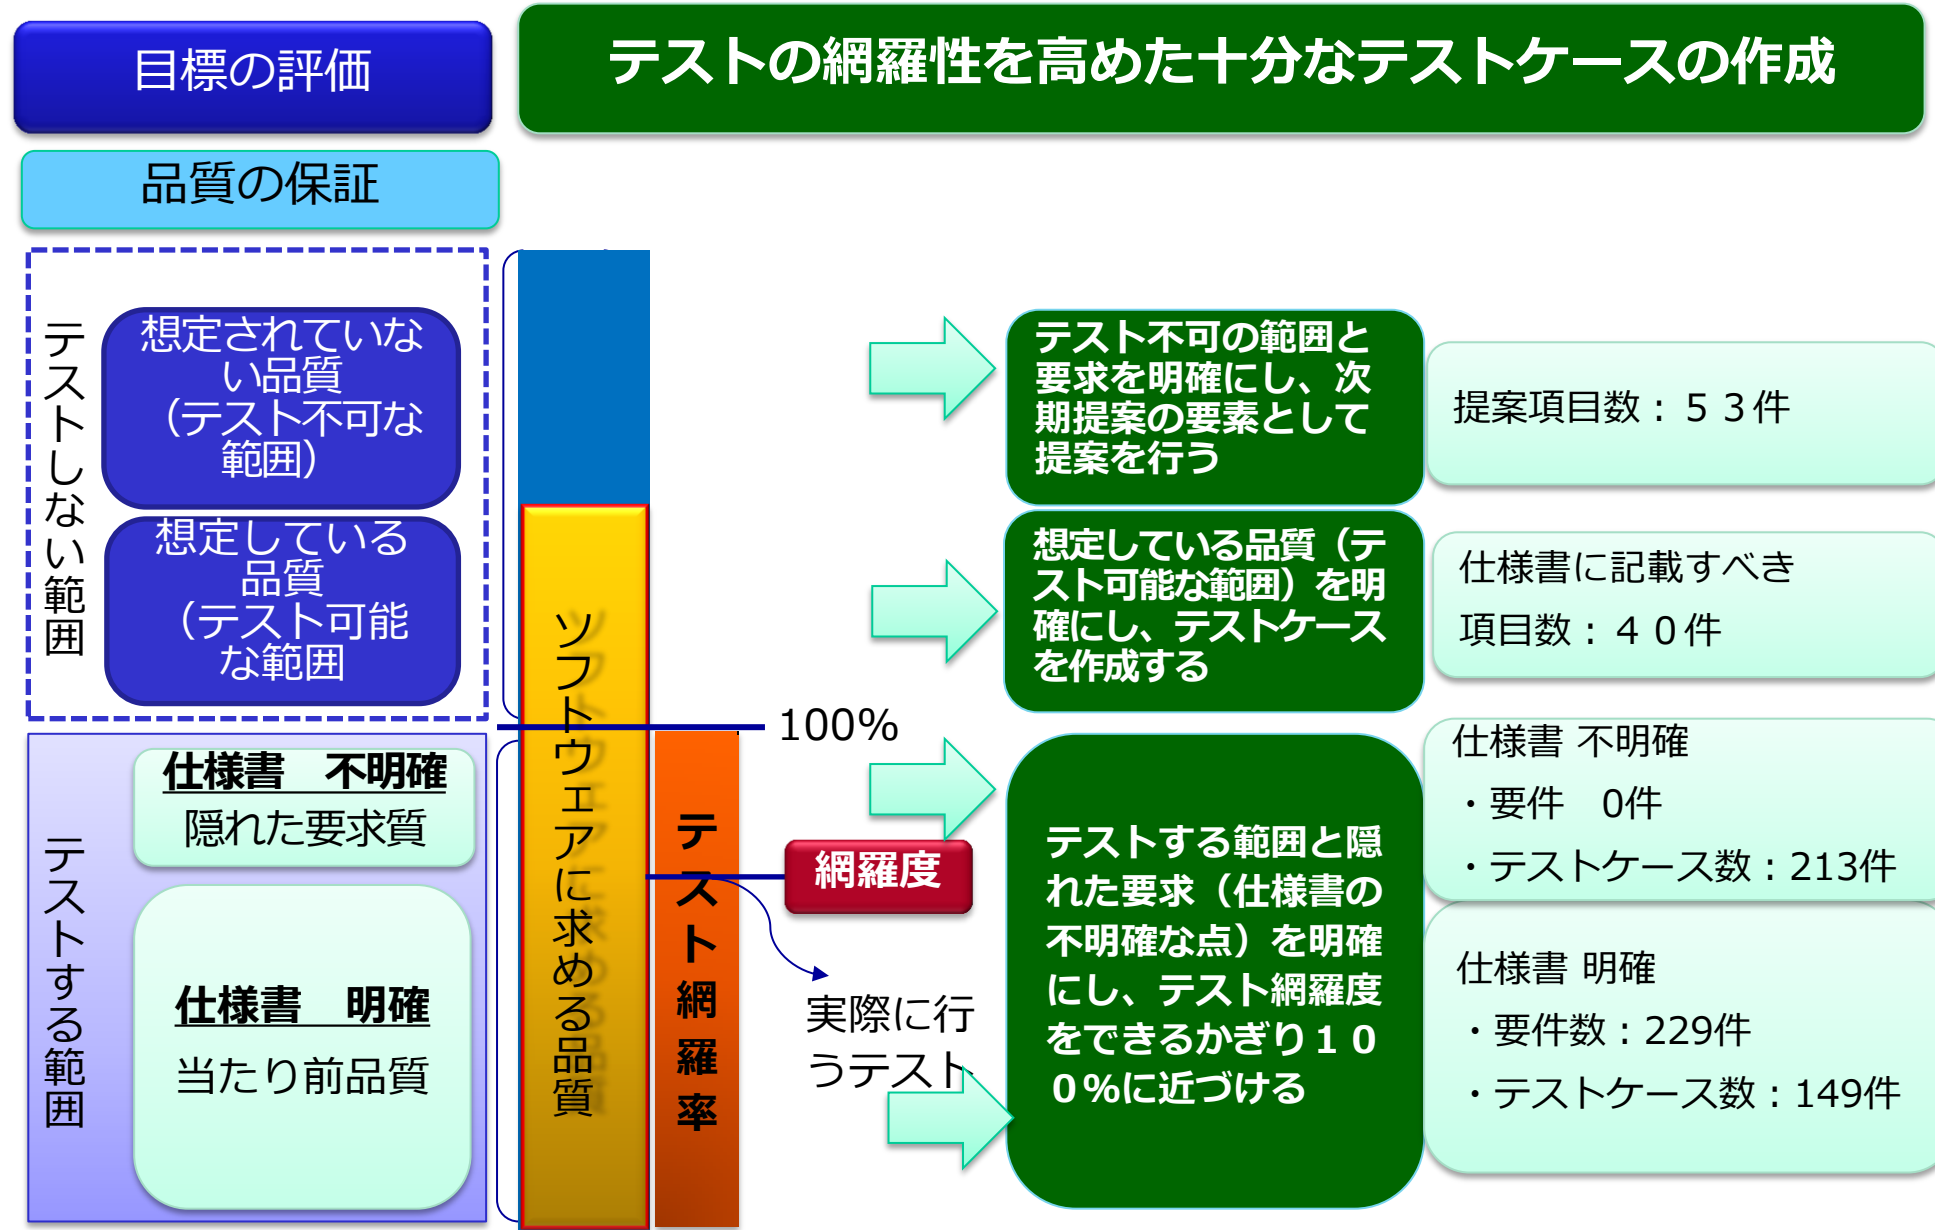 目標の評価
テストの網羅性を高めた十分なテストケースの作成
品質の保証
テストしない範囲
想定されていな
い品質
（テスト不可な
範囲）
想定している
品質
（テスト可能
な範囲
テストする範囲
仕様書　不明確
隠れた要求質
仕様書　明確
当たり前品質
ソフトウェアに求める品質
テスト網羅率
100%
網羅度
実際に行
うテスト
テスト不可の範囲と
要求を明確にし、次
期提案の要素として
提案を行う
提案項目数：５３件
想定している品質（テ
スト可能な範囲）を明
確にし、テストケース
を作成する
仕様書に記載すべき
項目数：４０件
テストする範囲と隠
れた要求（仕様書の
不明確な点）を明確
にし、テスト網羅度
をできるかぎり１０
０%に近づける
仕様書 不明確
・要件　0件
・テストケース数：213件
仕様書 明確
・要件数：229件
・テストケース数：149件